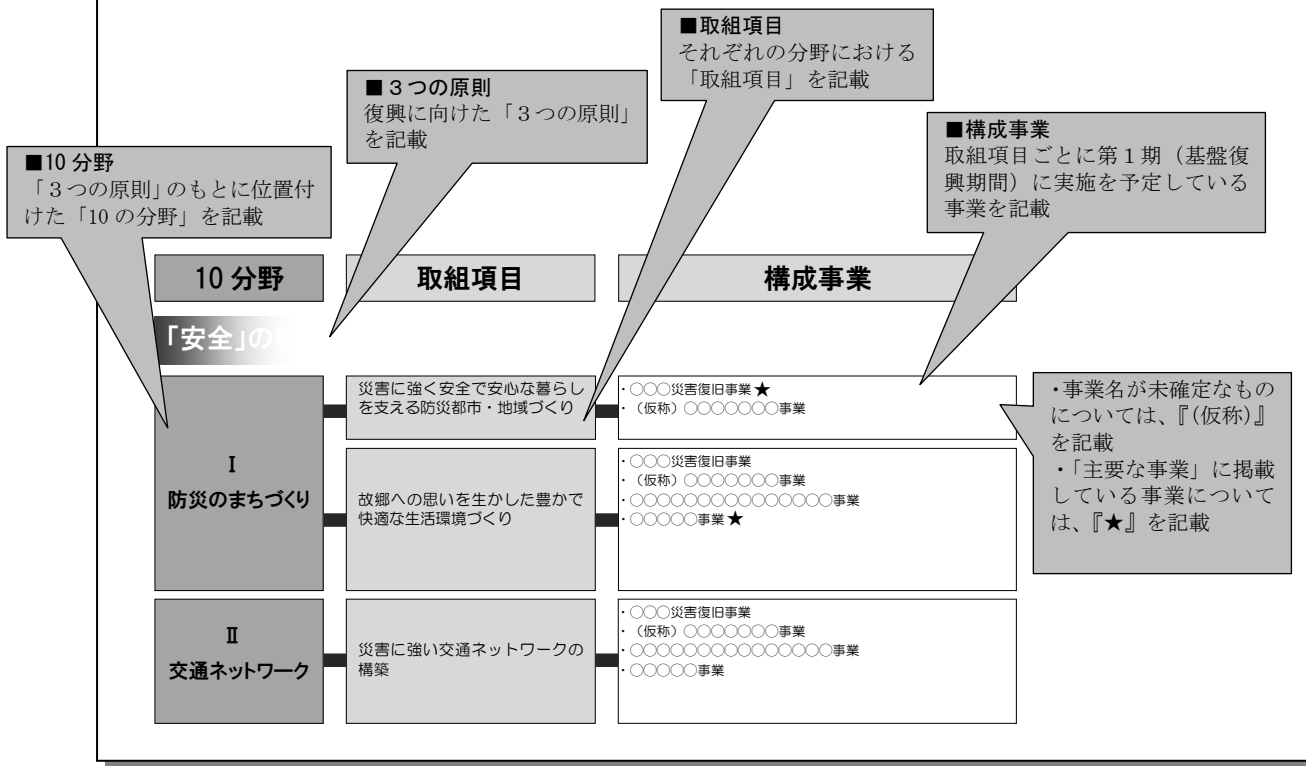 ■取組項目
それぞれの分野における
「取組項目」を記載
■３つの原則
復興に向けた「３つの原則」
を記載
■構成事業
取組項目ごとに第１期（基盤復
興期間）に実施を予定している
事業を記載
■10 分野
「３つの原則」のもとに位置付
けた「10 の分野」を記載
10 分野
取組項目
構成事業
「安全」の
Ⅰ
防災のまちづくり
災害に強く安全で安心な暮らし
を支える防災都市・地域づくり
・○○○災害復旧事業★
・（仮称）○○○○○○○事業
・事業名が未確定なもの
については、『(仮称)』
を記載
・「主要な事業」に掲載
している事業について
は、『★』を記載
故郷への思いを生かした豊かで
快適な生活環境づくり
・○○○災害復旧事業
・（仮称）○○○○○○○事業
・○○○○○○○○○○○○○○○事業
・○○○○○事業★
Ⅱ
交通ネットワーク
災害に強い交通ネットワークの
構築
・○○○災害復旧事業
・（仮称）○○○○○○○事業
・○○○○○○○○○○○○○○○事業
・○○○○○事業